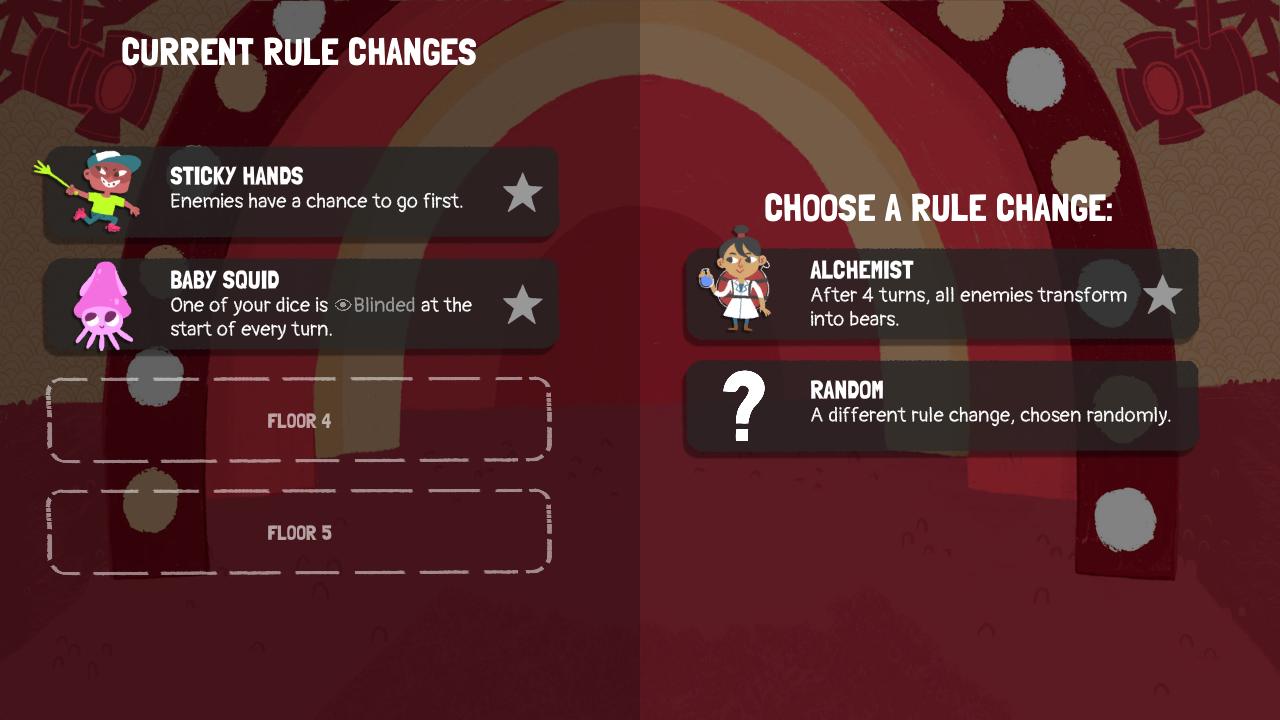 CURRENT RULE CHANGES
STICKY HANDS
Enemies have a chance to go first.
BABY SQUID
One of your dice is Blinded at the
start of every turn.
FLOOR 4
FLOOR 5
CHOOSE A RULE CHANGE:
ALCHEMIST
After 4 turns, all enemies transform
into bears.
?
RANDOM
A different rule change, chosen randomly.